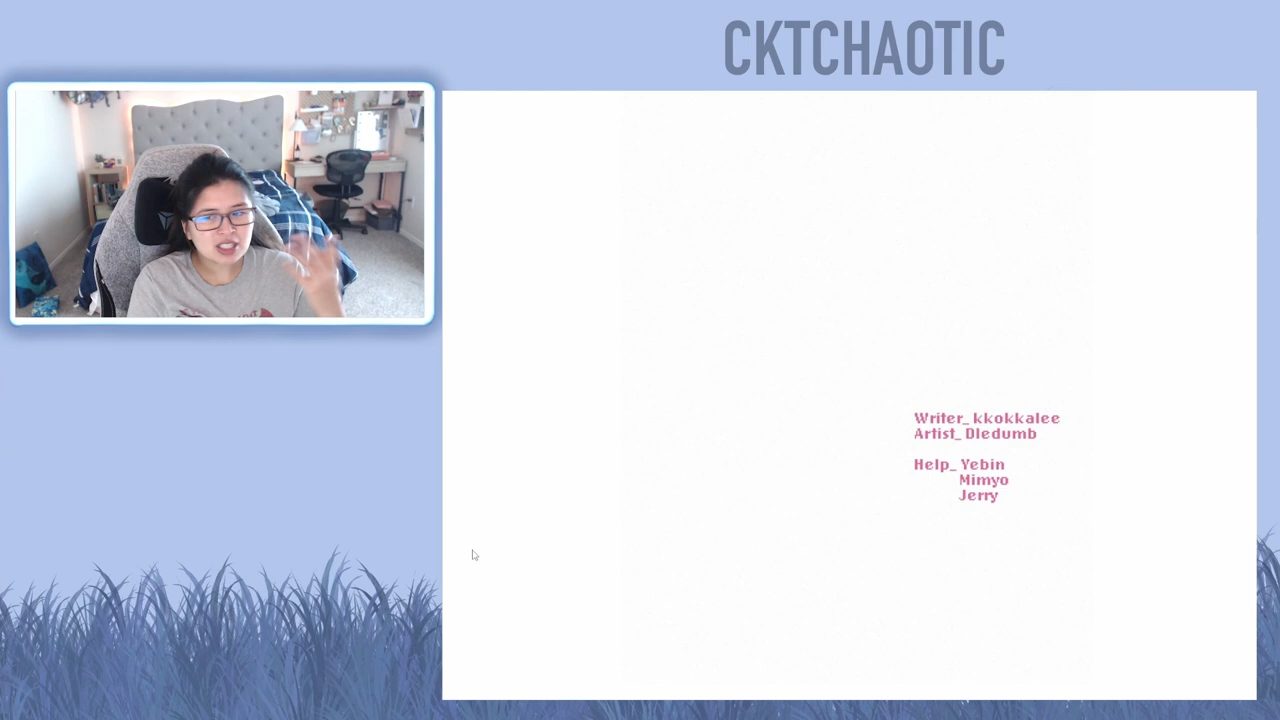 CKTCHAOTIC
Writer_ kkokkalee
Artist_ Dledumb
Help_ Yebin
Mimyo
Jerry